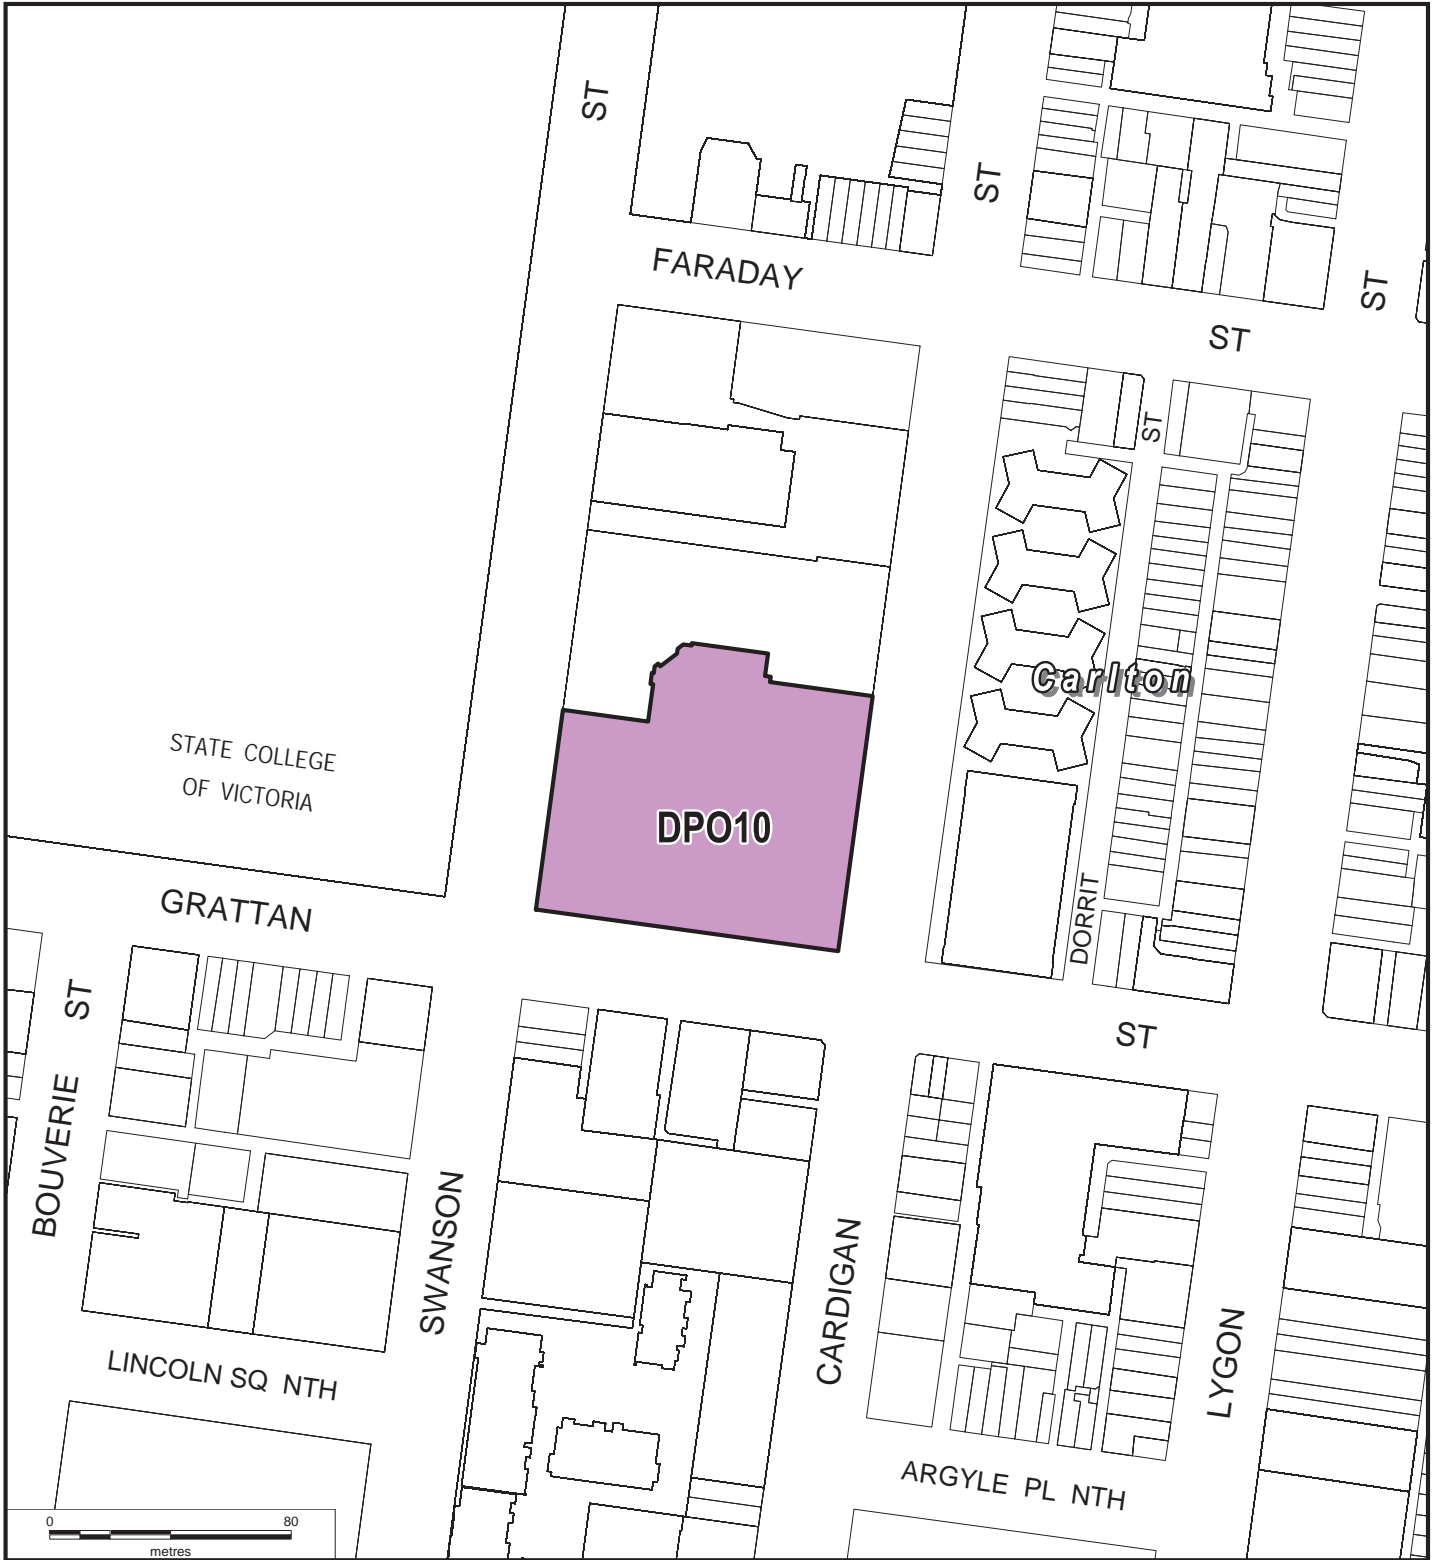 ST
ST
FARADAY
ST
ST
ST
Carlton
STATE COLLEGE
OF VICTORIA
DPO10
GRATTAN
DORRIT
ST
ST
BOUVERIE
SWANSON
CARDIGAN
LYGON
LINCOLN SQ NTH
ARGYLE PL NTH
0 80
metres